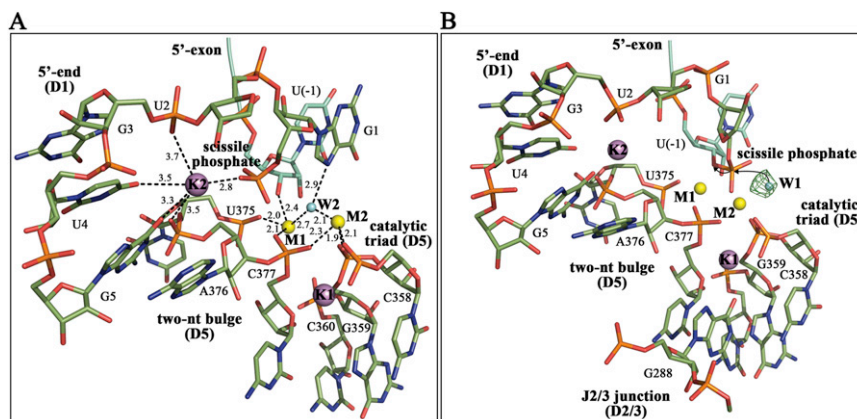 A
5'-exon
5'-end
(D1)
U2
U(-1)
G1
G3
scissile
phosphate
3.7
K2
2.8
2.9
3.5
U4
2.4
W2
3.3
3.5
U375
2.0
2.1
2.7
2.1
M2
M1
2.3
1.9
2.1
catalytic
triad (D5)
C377
G5
A376
K1
C358
two-nt bulge
(D5)
C360
G359
B
5'-exon
5'-end
(D1)
G1
U2
G3
U(-1)
K2
scissile phosphate
U4
U375
W1
M1
M2
catalytic
triad (D5
G5
A376
C377
two-nt bulge
(D5)
K1
G359
C358
G288
J2/3 junction
(D2/3)